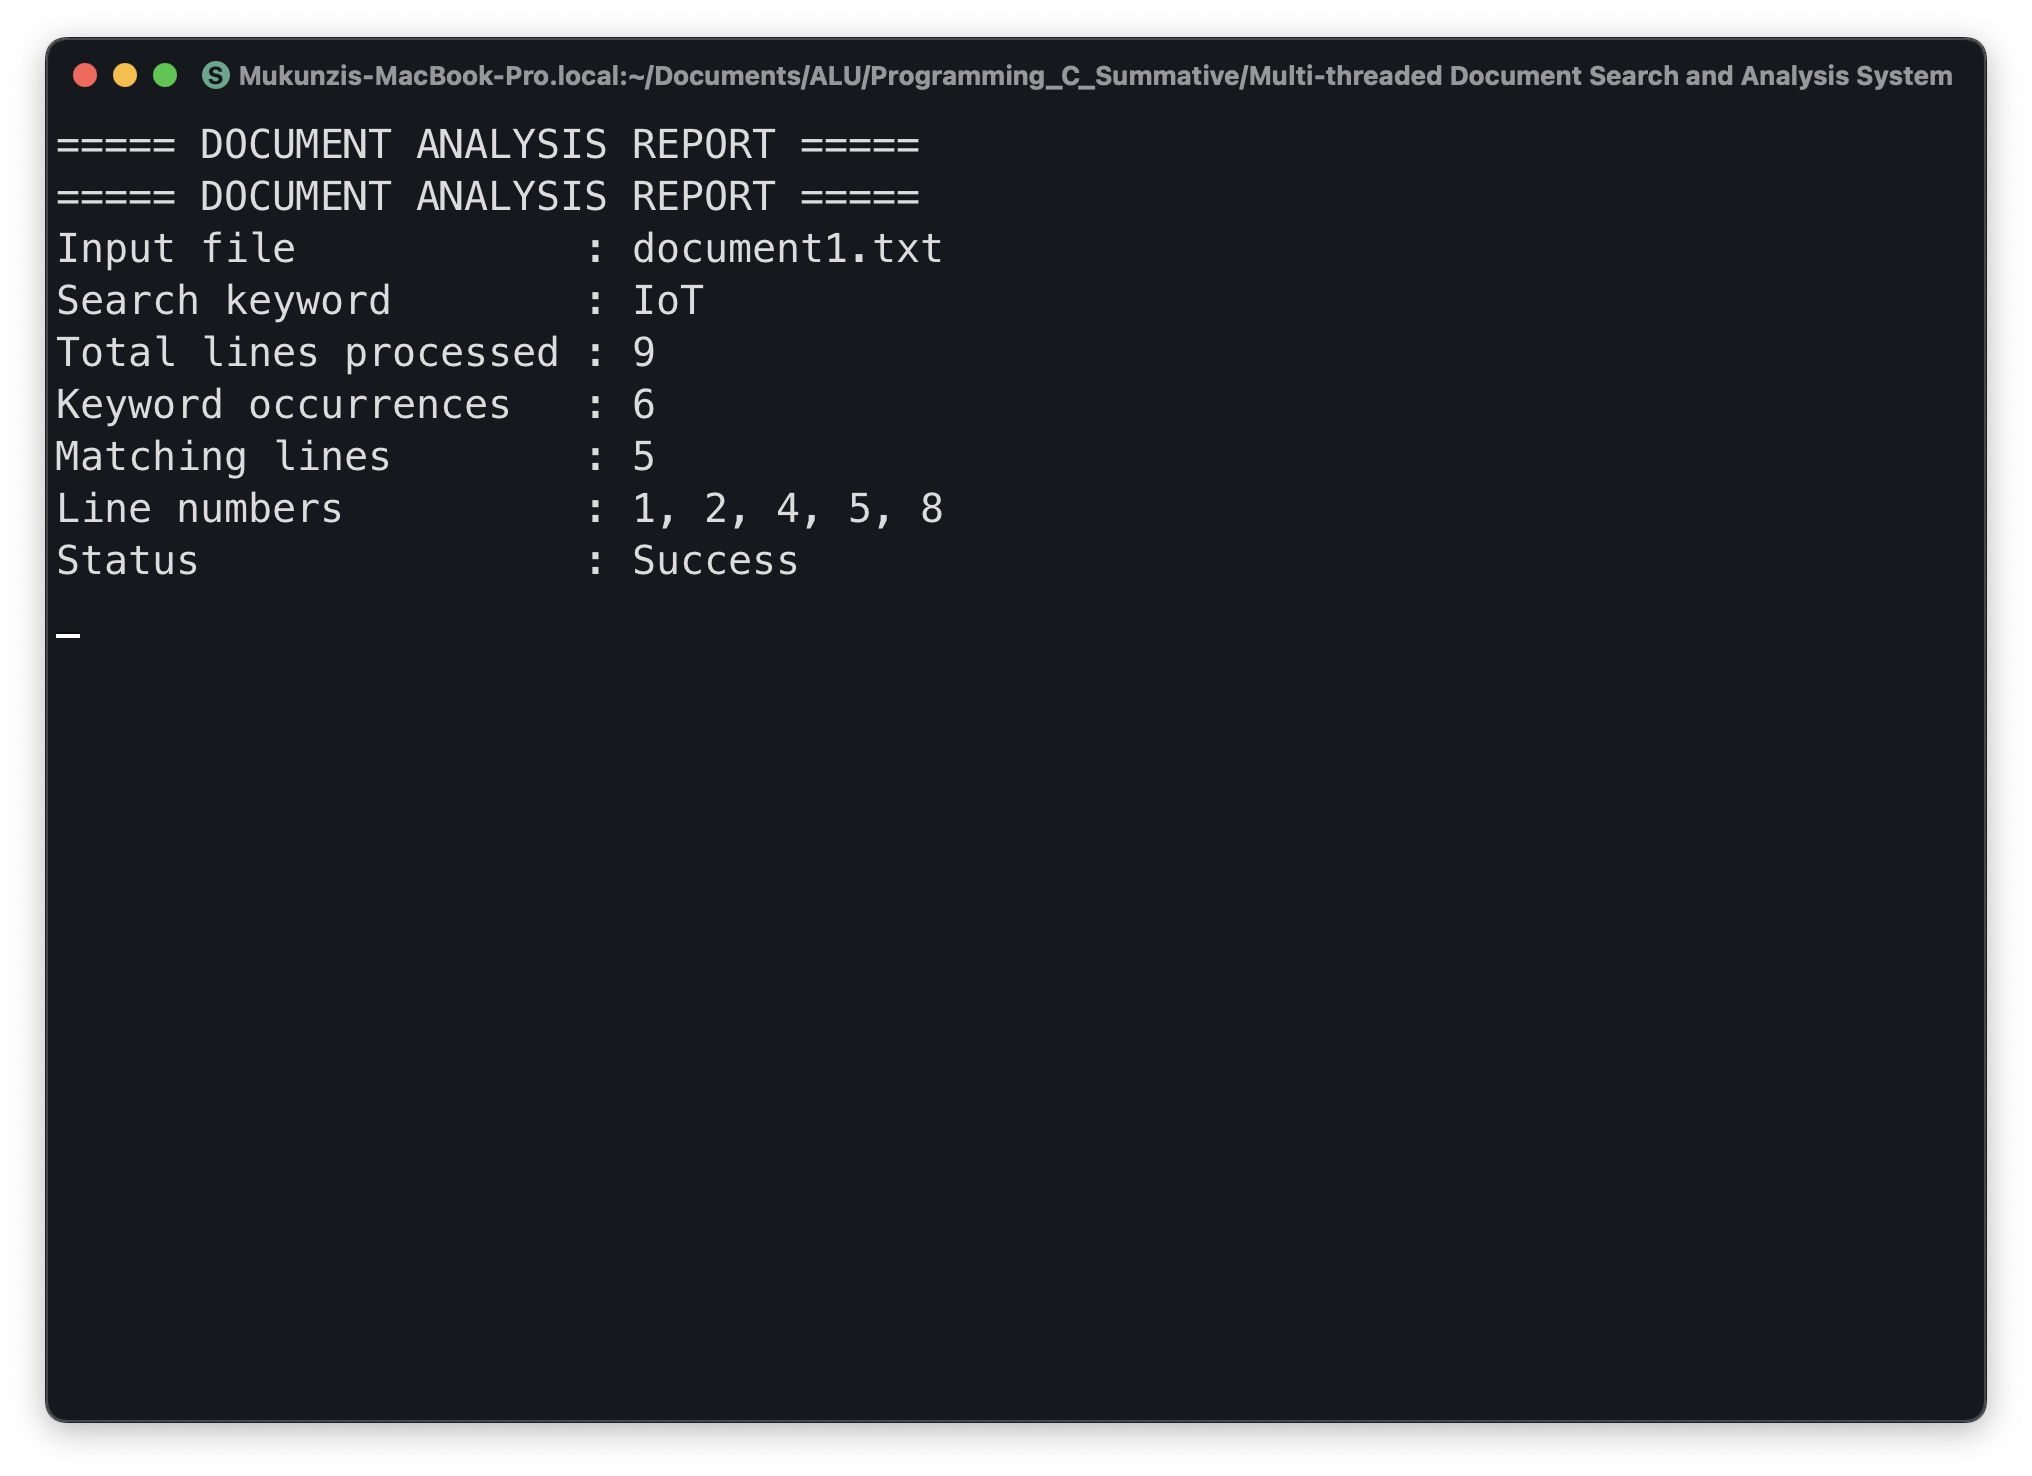 S Mukunzis-MacBook-Pro.local:~/Documents/ALU/Programming_C_Summative/Multi-threaded Document Search and Analysis System
===== DOCUMENT ANALYSIS REPORT =====
===== DOCUMENT ANALYSIS REPORT =====
Input file            : document1.txt
Search keyword        : IoT
Total lines processed : 9
Keyword occurrences   : 6
Matching lines        : 5
Line numbers          : 1, 2, 4, 5, 8
Status                : Success